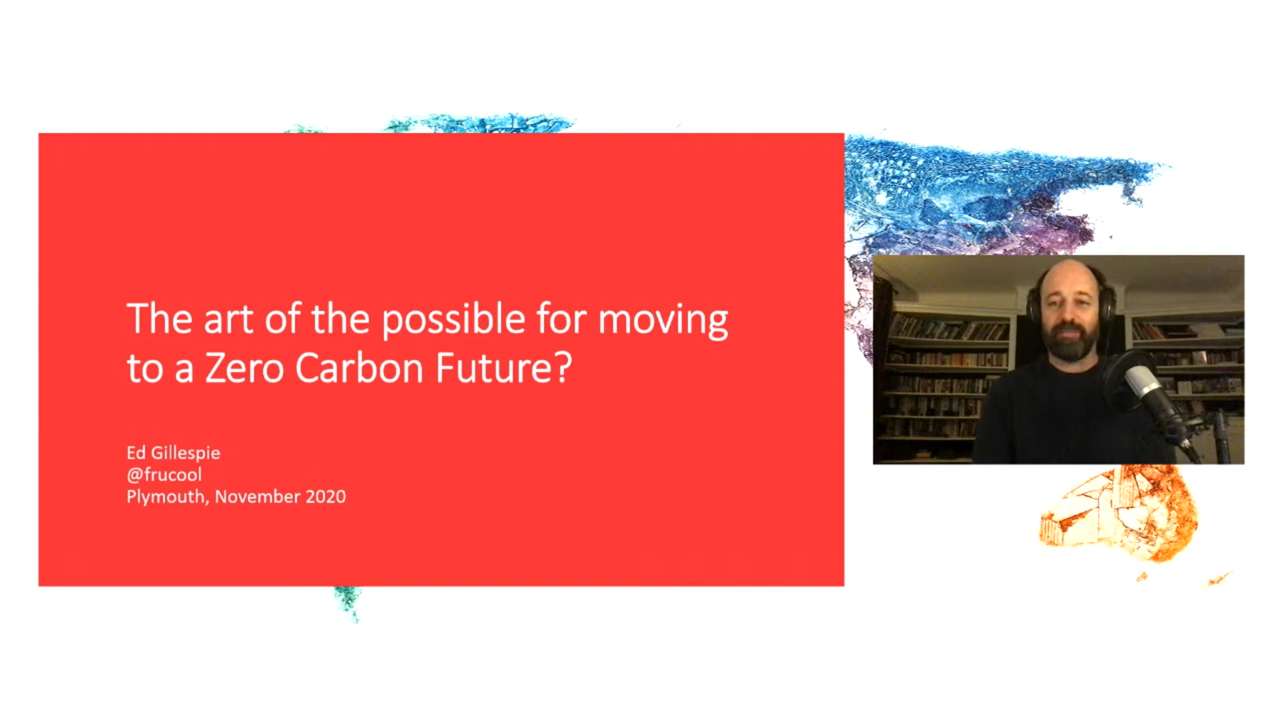 The art of the possible for moving
to a Zero Carbon Future?
Ed Gillespie
@frucool
Plymouth, November 2020